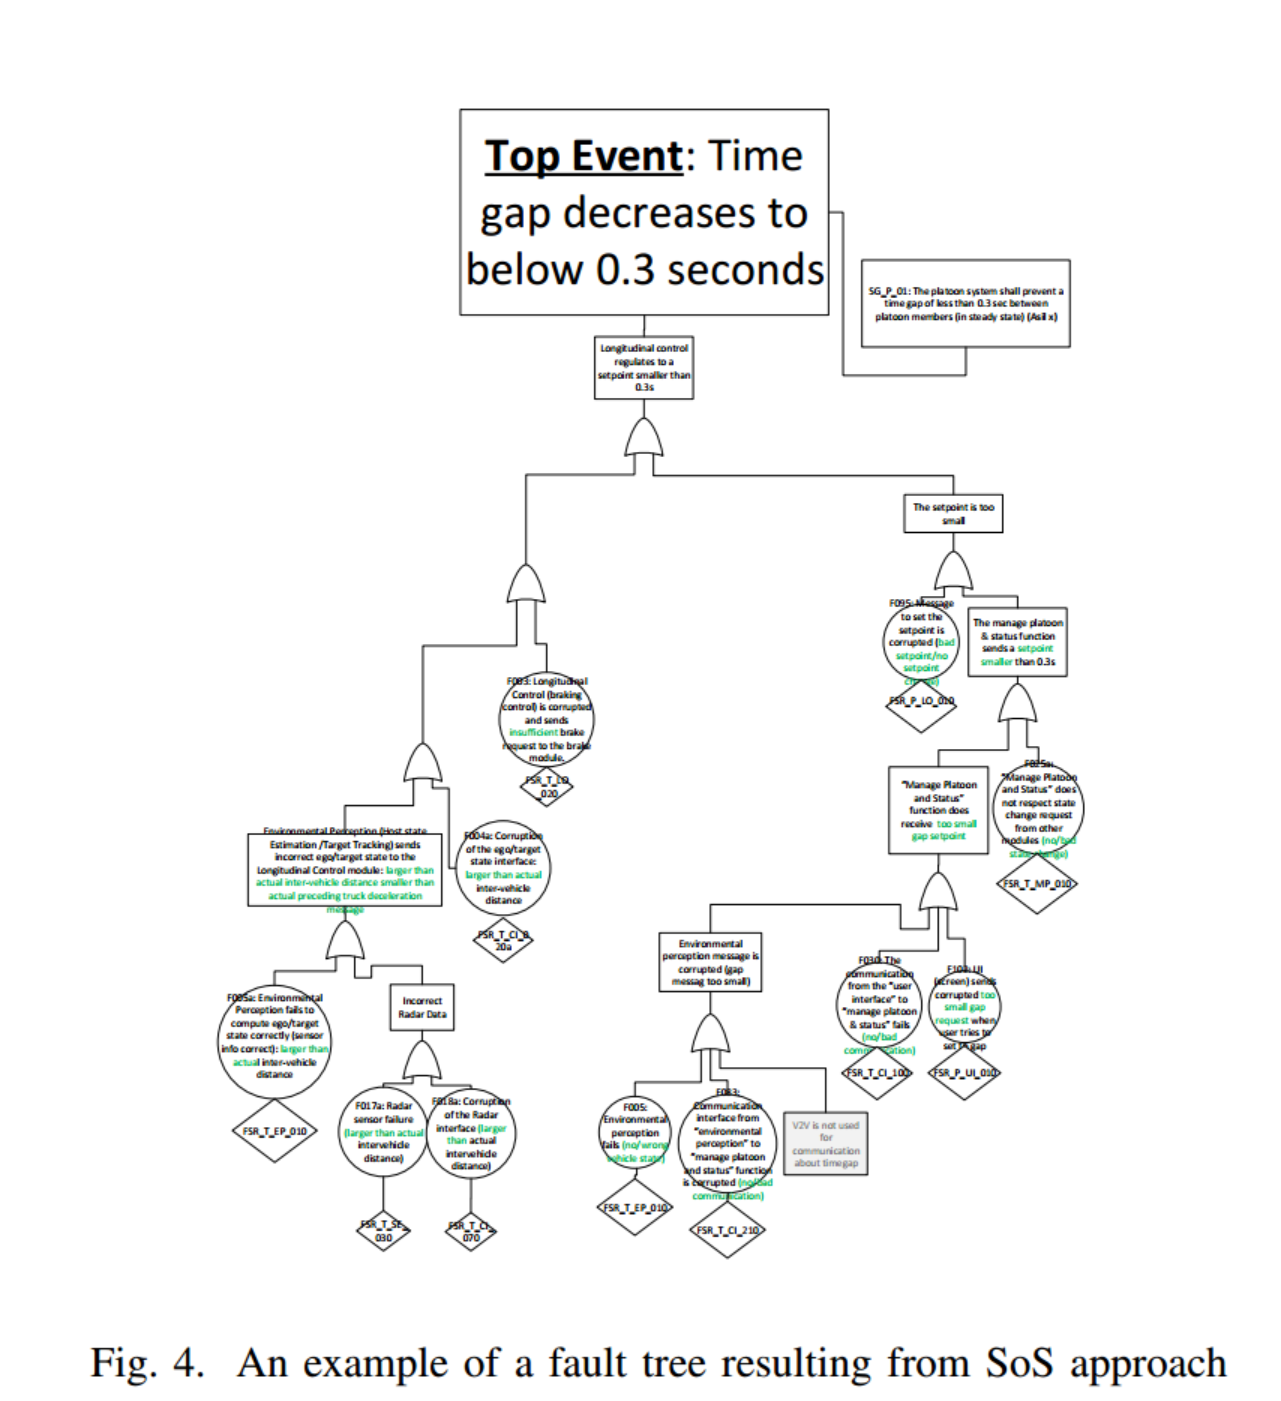 Top Event: Time
gap decreases to
below 0.3 seconds
SG_P_01: The platoon system shall prevent a
time gap of less than 0.3 sec between
platoon members (in steady state) (Asil x)
Longitudinal control
regulates to a
setpoint smaller than
0.3s
The setpoint is too
small
F095: Message
to set the
setpoint is
corrupted (bad
setpoint/no
setpoint
change)
FSR_P_LO_010
The manage platoon
& status function
sends a setpoint
smaller than 0.3s
F003: Longitudinal
Control (braking
control) is corrupted
and sends
insufficient brake
request to the brake
module.
FSR_T_LO
_020
"Manage Platoon
and Status"
function does
receive too small
gap setpoint
"Manage Platoon
and Status" does
not respect state
change request
from other
modules (no/bad
state change)
FSR_T_MP_010
Environmental Perception (Host state
Estimation /Target Tracking) sends
incorrect ego/target state to the
Longitudinal Control module: larger than
actual inter-vehicle distance smaller than
actual preceding truck deceleration
message
F004a: Corruption
of the ego/target
state interface:
larger than actual
inter-vehicle
distance
FSR_T_CI_0
20a
Environmental
perception message is
corrupted (gap
messag too small)
F030: The
communication
from the "user
interface" to
"manage platoon
& status" fails
(no/bad
communication)
FSR_T_CI_100
UI
(screen) sends
corrupted too
small gap
request when
user tries to
set gap
FSR_P_UI_010
F005a: Environmental
Perception fails to
compute ego/target
state correctly (sensor
info correct): larger than
actual inter-vehicle
distance
FSR_T_EP_010
Incorrect
Radar Data
F017a: Radar
sensor failure
(larger than actual
intervehicle
distance)
FSR_T_SE_
030
F018a: Corruption
of the Radar
interface (larger
than actual
intervehicle
distance)
FSR_T_CI_
070
F005:
Environmental
perception
fails (no/wrong
vehicle state)
FSR_T_EP_010
Communication
interface from
"environmental
perception" to
"manage platoon
and status" function
is corrupted (no/bad
communication)
FSR_T_CI_210
V2V is not used
for
communication
about timegap
Fig. 4. An example of a fault tree resulting from SoS approach